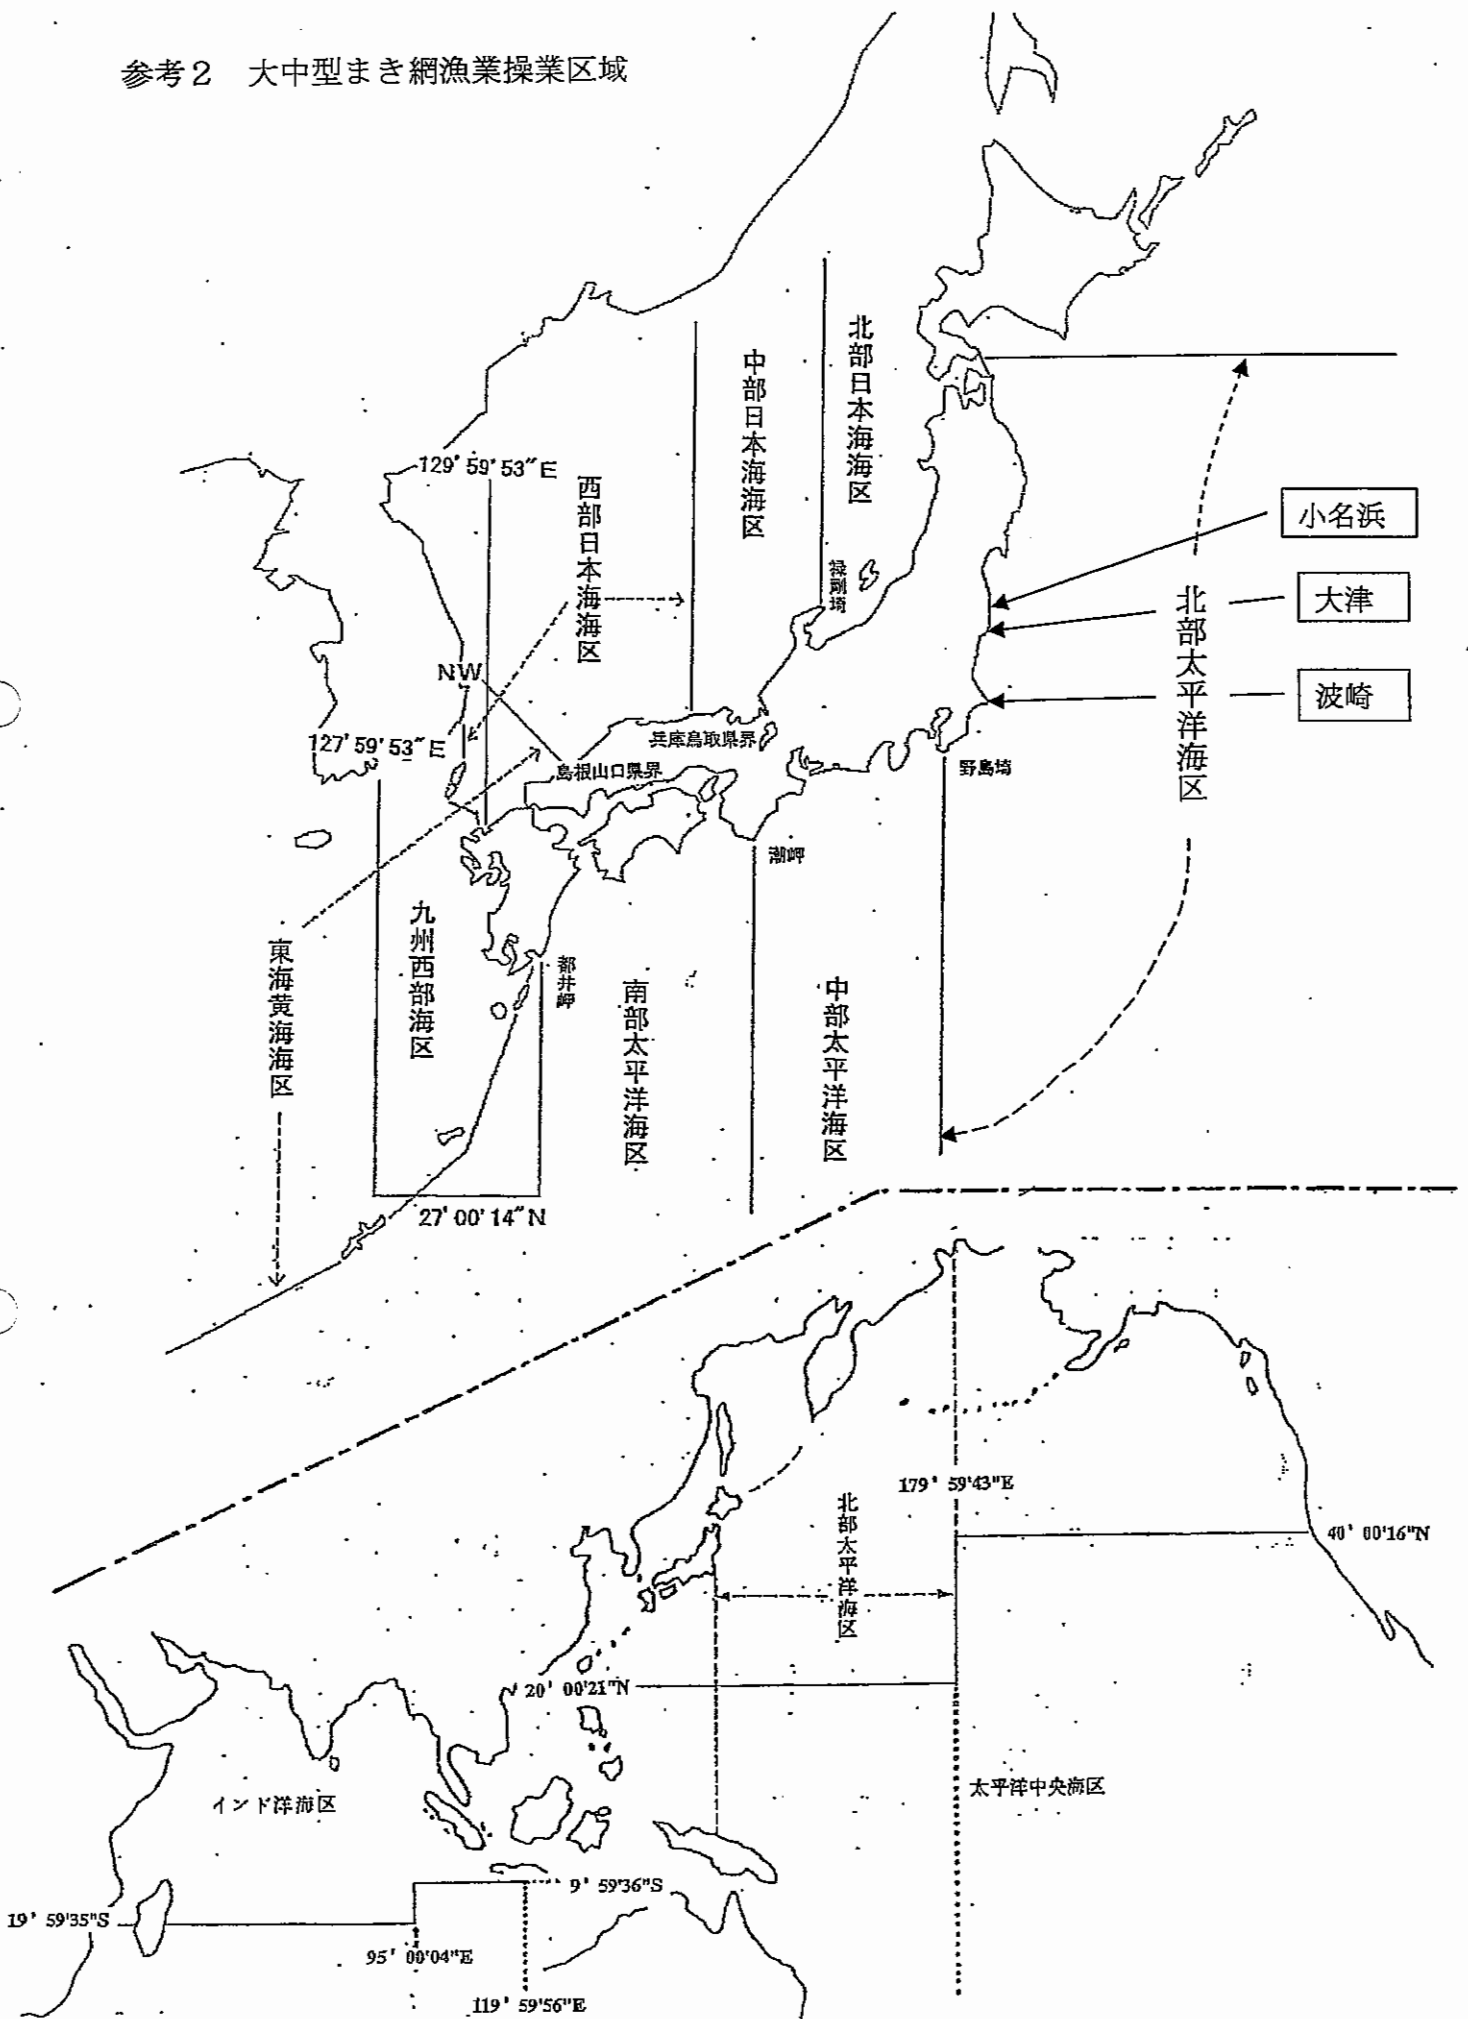 参考2 大中型まき網漁業操業区域
北部日本海海区
中部日本海海区
129° 59' 53" E
西部日本海海区
小名浜
禄剛埼
大津
北部太平洋海区
NW
波崎
127° 59' 53" E
兵庫鳥取県界
島根山口県界
野島埼
潮岬
九州西部海区
東海黄海海区
都井岬
南部太平洋海区
中部太平洋海区
27° 00' 14" N
179° 59'43"E
北部太平洋海区
40° 00'16"N
20° 00'21"N
太平洋中央海区
インド洋海区
9° 59'36"S
19° 59'35"S
95° 00'04"E
119° 59'56"E